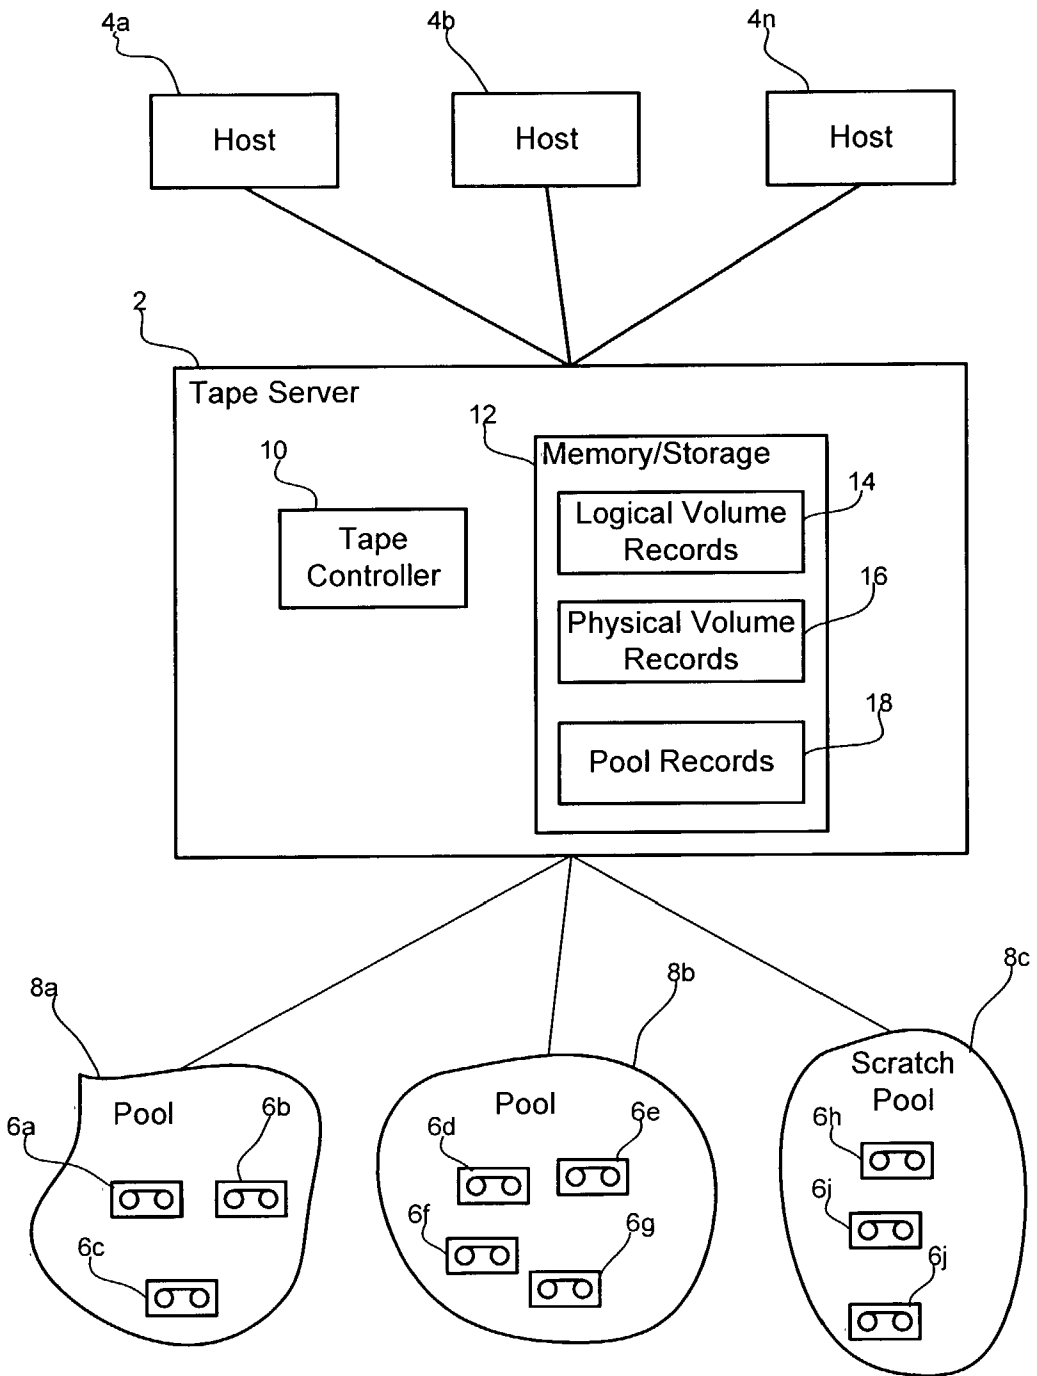 4a
4b
4n
Host
Host
Host
2
Tape Server
12
10
Memory/Storage
14
Logical Volume
Records
Tape
Controller
16
Physical Volume
Records
18
Pool Records
8a
8b
8c
Scratch
Pool
Pool
Pool
6a
6b
6d
6e
6h
6f
6g
6i
6c
6j